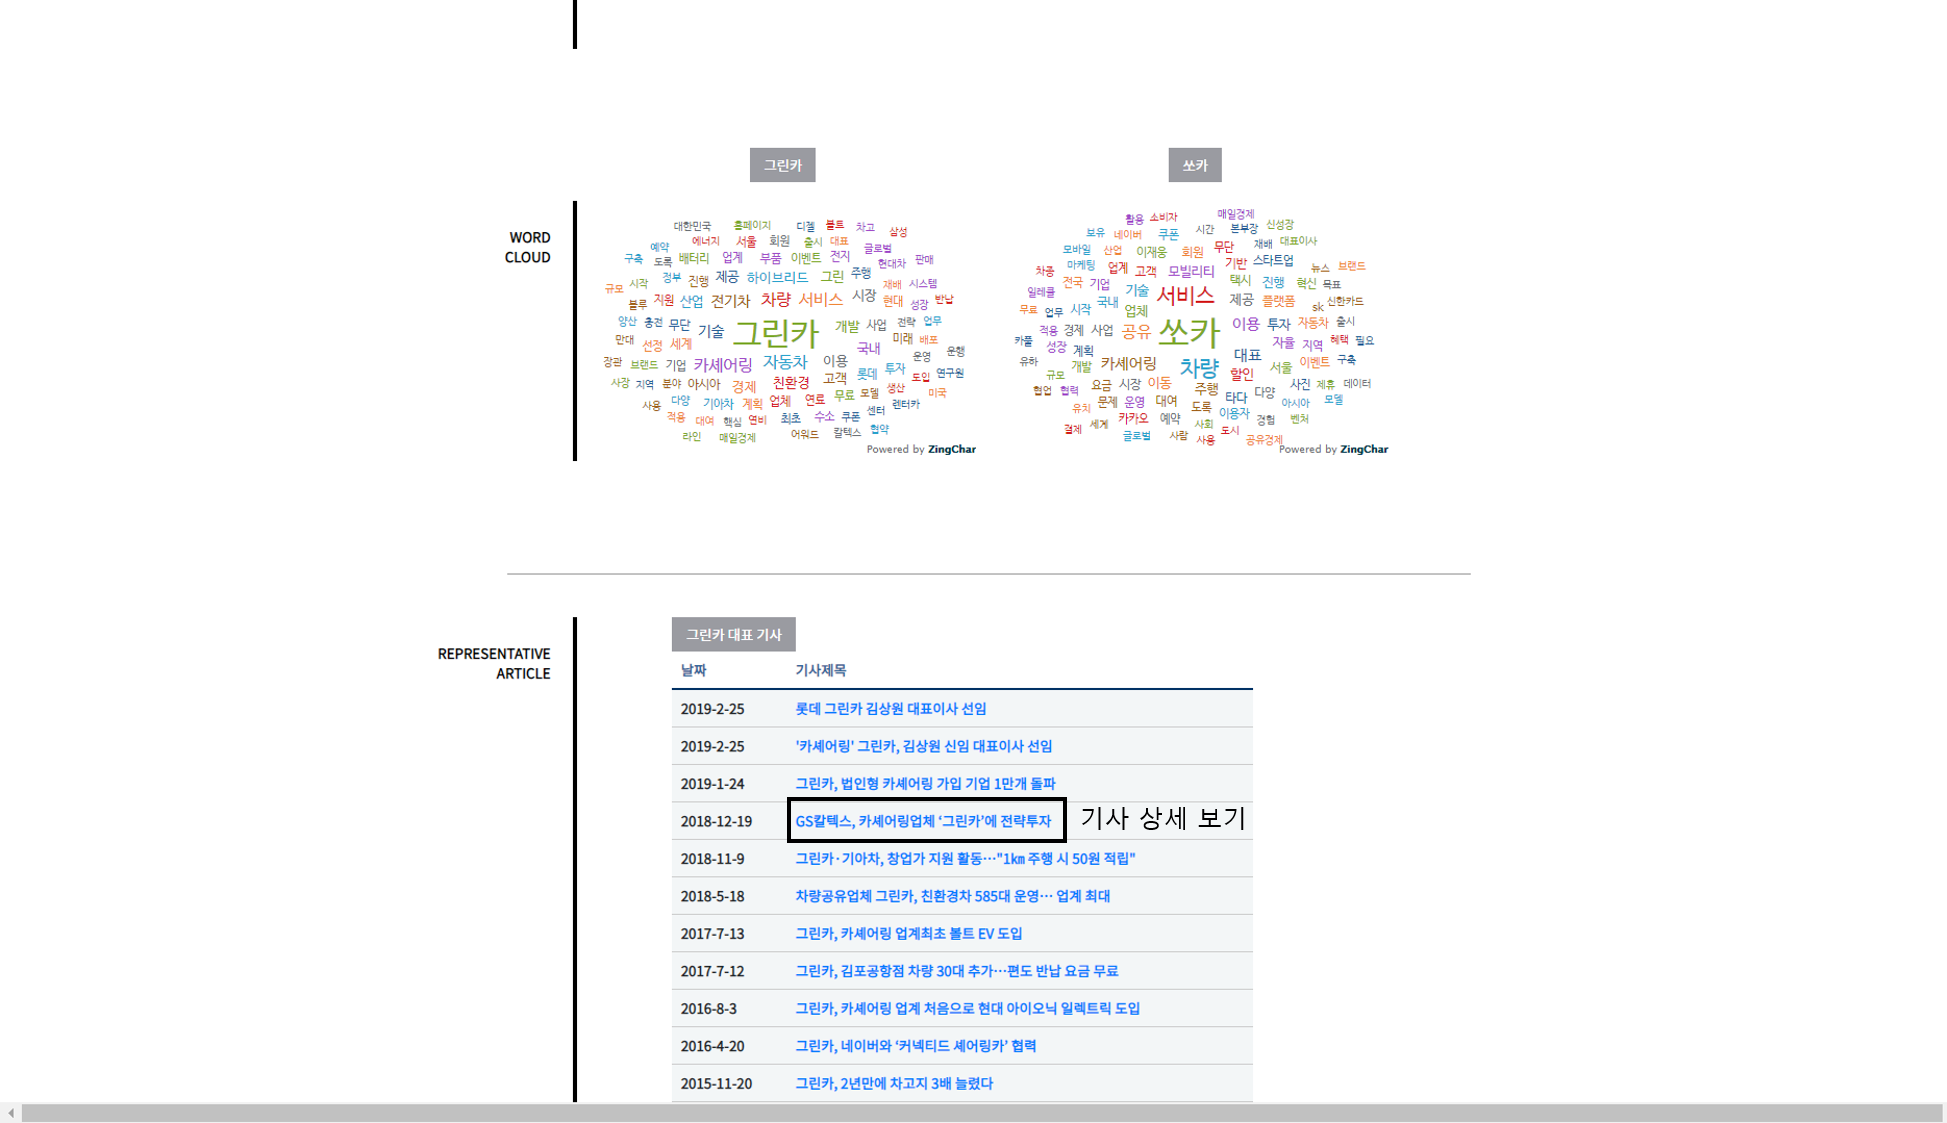 그린카
쏘카
WORD
CLOUD
대한민국 홈페이지 디젤 볼트 차고 삼성
예약 에너지 서울 회원 출시 대표 글로벌
구축 도록 배터리 업계 부품 이벤트 전지 현대차 판매
시작 정부 진행 제공 하이브리드 그린 주행 재배 시스템
규모 블루 지원 산업 전기차 차량 서비스 시장 현대 성장 반납
양산 충전 무단 기술 그린카 개발 사업 전략 업무
만대 선정 세계 국내 미래 배포
장관 브랜드 기업 카셰어링 자동차 이용 운영 운행
사장 지역 분야 아시아 경제 친환경 고객 롯데 투자 도입 연구원
사용 다양 기아차 계획 업체 연료 무료 모델 생산 미국
적용 대여 핵심 연비 최초 수소 쿠폰 센터 렌터카
라인 매일경제 어워드 칼텍스 협약
Powered by ZingChar
활용 소비자 매일경제
보유 네이버 쿠폰 시간 본부장 신성장
모바일 산업 이재웅 회원 무단 재배 대표이사
차종 마케팅 업계 고객 모빌리티 기반 스타트업 뉴스 브랜드
일레클 전국 기업 기술 서비스 택시 진행 혁신 목표
무료 업무 시작 국내 업체 제공 플랫폼 sk 신한카드
카풀 적용 경제 사업 공유 쏘카 이용 투자 자동차 출시
유하 성장 계획 자율 지역 혜택 필요
규모 개발 카셰어링 차량 대표 서울 이벤트 구축
협업 협력 요금 시장 이동 주행 할인 사진 제휴 데이터
유치 문제 운영 대여 도록 타다 다양 아시아 모델
결제 세계 카카오 예약 사회 이용자 경험 벤처
글로벌 사람 사용 도시 공유경제
Powered by ZingChar
REPRESENTATIVE
ARTICLE
그린카 대표 기사
날짜 기사제목
2019-2-25 롯데 그린카 김상원 대표이사 선임
2019-2-25 '카셰어링' 그린카, 김상원 신임 대표이사 선임
2019-1-24 그린카, 법인형 카셰어링 가입 기업 1만개 돌파
2018-12-19 GS칼텍스, 카셰어링업체 ‘그린카’에 전략투자 기사 상세 보기
2018-11-9 그린카·기아차, 창업가 지원 활동…"1㎞ 주행 시 50원 적립"
2018-5-18 차량공유업체 그린카, 친환경차 585대 운영… 업계 최대
2017-7-13 그린카, 카셰어링 업계최초 볼트 EV 도입
2017-7-12 그린카, 김포공항점 차량 30대 추가…편도 반납 요금 무료
2016-8-3 그린카, 카셰어링 업계 처음으로 현대 아이오닉 일렉트릭 도입
2016-4-20 그린카, 네이버와 ‘커넥티드 셰어링카’ 협력
2015-11-20 그린카, 2년만에 차고지 3배 늘렸다